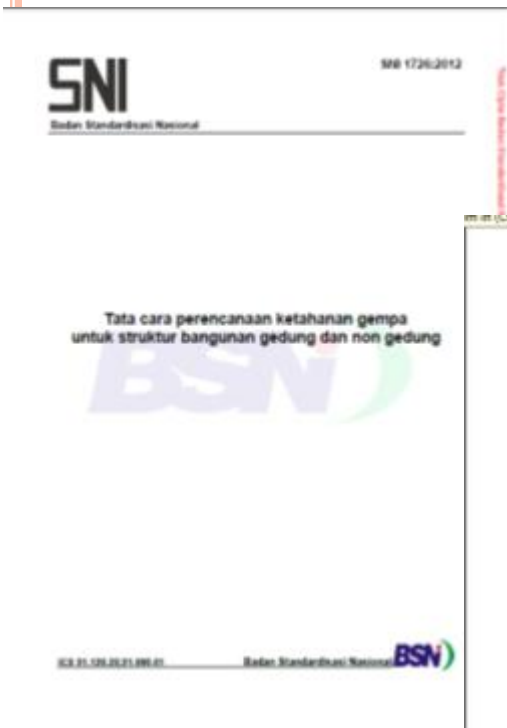 SNI
SNI 1726:2012
Badan Standardisasi Nasional
Tata cara perencanaan ketahanan gempa
untuk struktur bangunan gedung dan non gedung
BSN
Badan Standardisasi Nasional
BSN